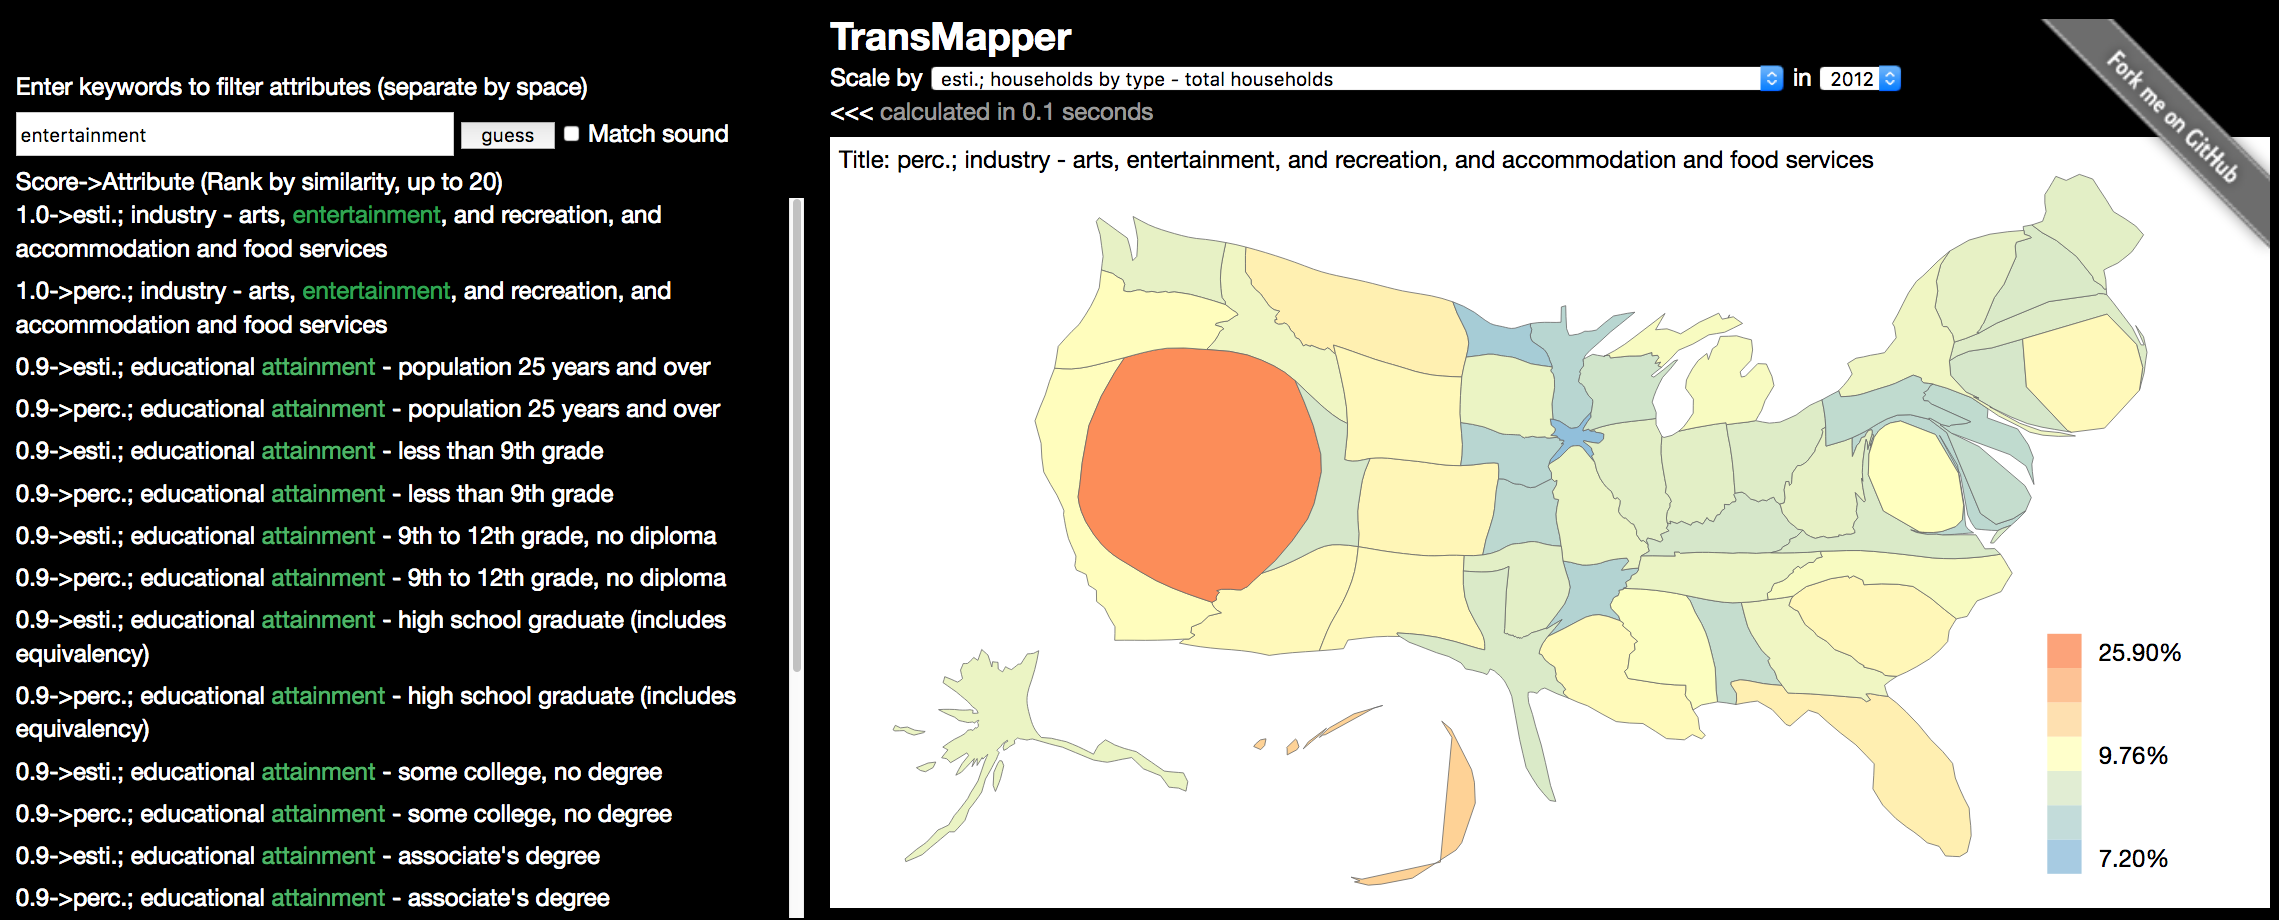 Enter keywords to filter attributes (separate by space)
entertainment
guess
Match sound
Score->Attribute (Rank by similarity, up to 20)
1.0->esti.; industry - arts, entertainment, and recreation, and
accommodation and food services
1.0->perc.; industry - arts, entertainment, and recreation, and
accommodation and food services
0.9->esti.; educational attainment - population 25 years and over
0.9->perc.; educational attainment - population 25 years and over
0.9->esti.; educational attainment - less than 9th grade
0.9->perc.; educational attainment - less than 9th grade
0.9->esti.; educational attainment - 9th to 12th grade, no diploma
0.9->perc.; educational attainment - 9th to 12th grade, no diploma
0.9->esti.; educational attainment - high school graduate (includes
equivalency)
0.9->perc.; educational attainment - high school graduate (includes
equivalency)
0.9->esti.; educational attainment - some college, no degree
0.9->perc.; educational attainment - some college, no degree
0.9->esti.; educational attainment - associate's degree
0.9->perc.; educational attainment - associate's degree
TransMapper
Scale by esti.; households by type - total households in 2012
<<< calculated in 0.1 seconds
Fork me on GitHub
Title: perc.; industry - arts, entertainment, and recreation, and accommodation and food services
25.90%
9.76%
7.20%